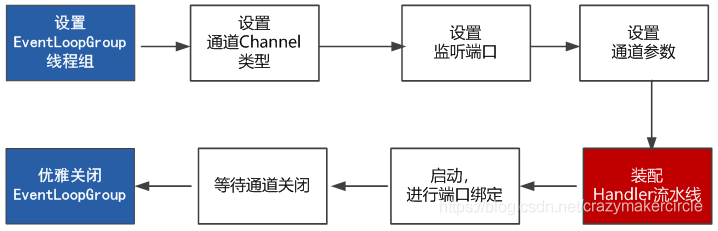 设置
EventLoopGroup
线程组
设置
通道Channel
类型
设置
监听端口
设置
通道参数
装配
Handler流水线
启动，
进行端口绑定
等待通道关闭
优雅关闭
EventLoopGroup
https://blog.csdn.net/crazymakercircle